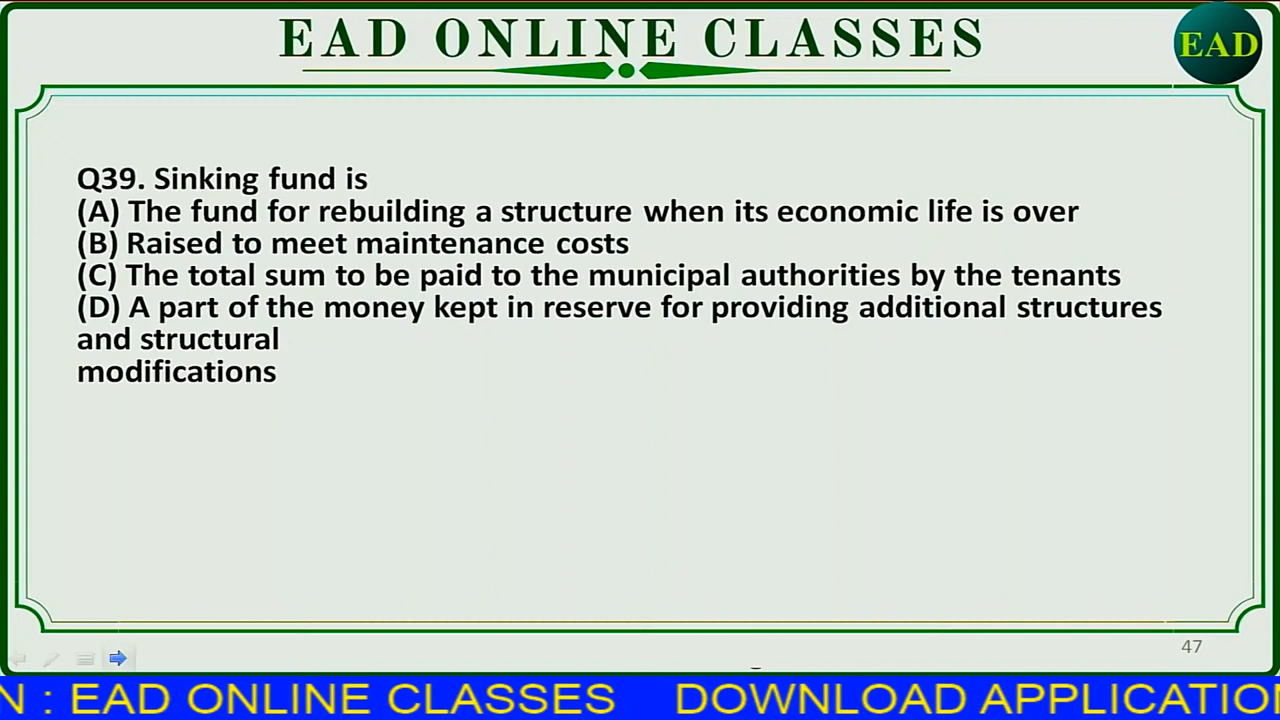 EAD ONLINE CLASSES
EAD
Q39. Sinking fund is
(A) The fund for rebuilding a structure when its economic life is over
(B) Raised to meet maintenance costs
(C) The total sum to be paid to the municipal authorities by the tenants
(D) A part of the money kept in reserve for providing additional structures
and structural
modifications
47
N : EAD ONLINE CLASSES DOWNLOAD APPLICATIO